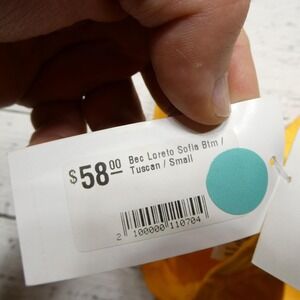 $58.00
Bec Loreto Sofia Btm /
Tuscan / Small
2 100000 110704